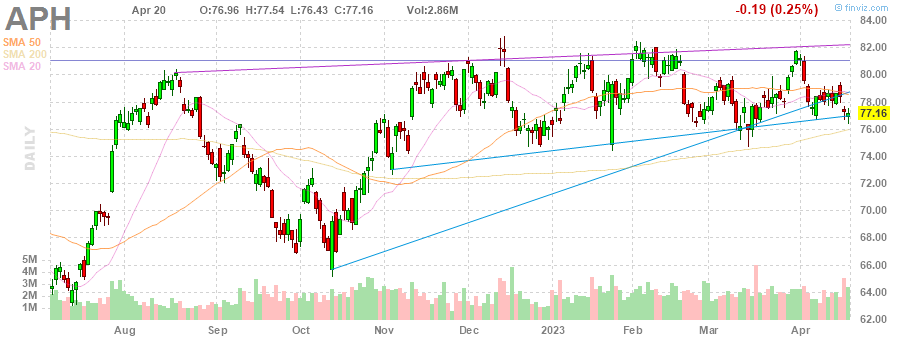 APH
Apr 20 O:76.96 H:77.54 L:76.43 C:77.16 Vol:2.86M -0.19 (0.25%)
© finviz.com
SMA 50
SMA 200
SMA 20
DAILY
84.00
82.00
80.00
78.00
77.16
76.00
74.00
72.00
70.00
68.00
66.00
64.00
62.00
5M
4M
3M
2M
1M
Aug Sep Oct Nov Dec 2023 Feb Mar Apr